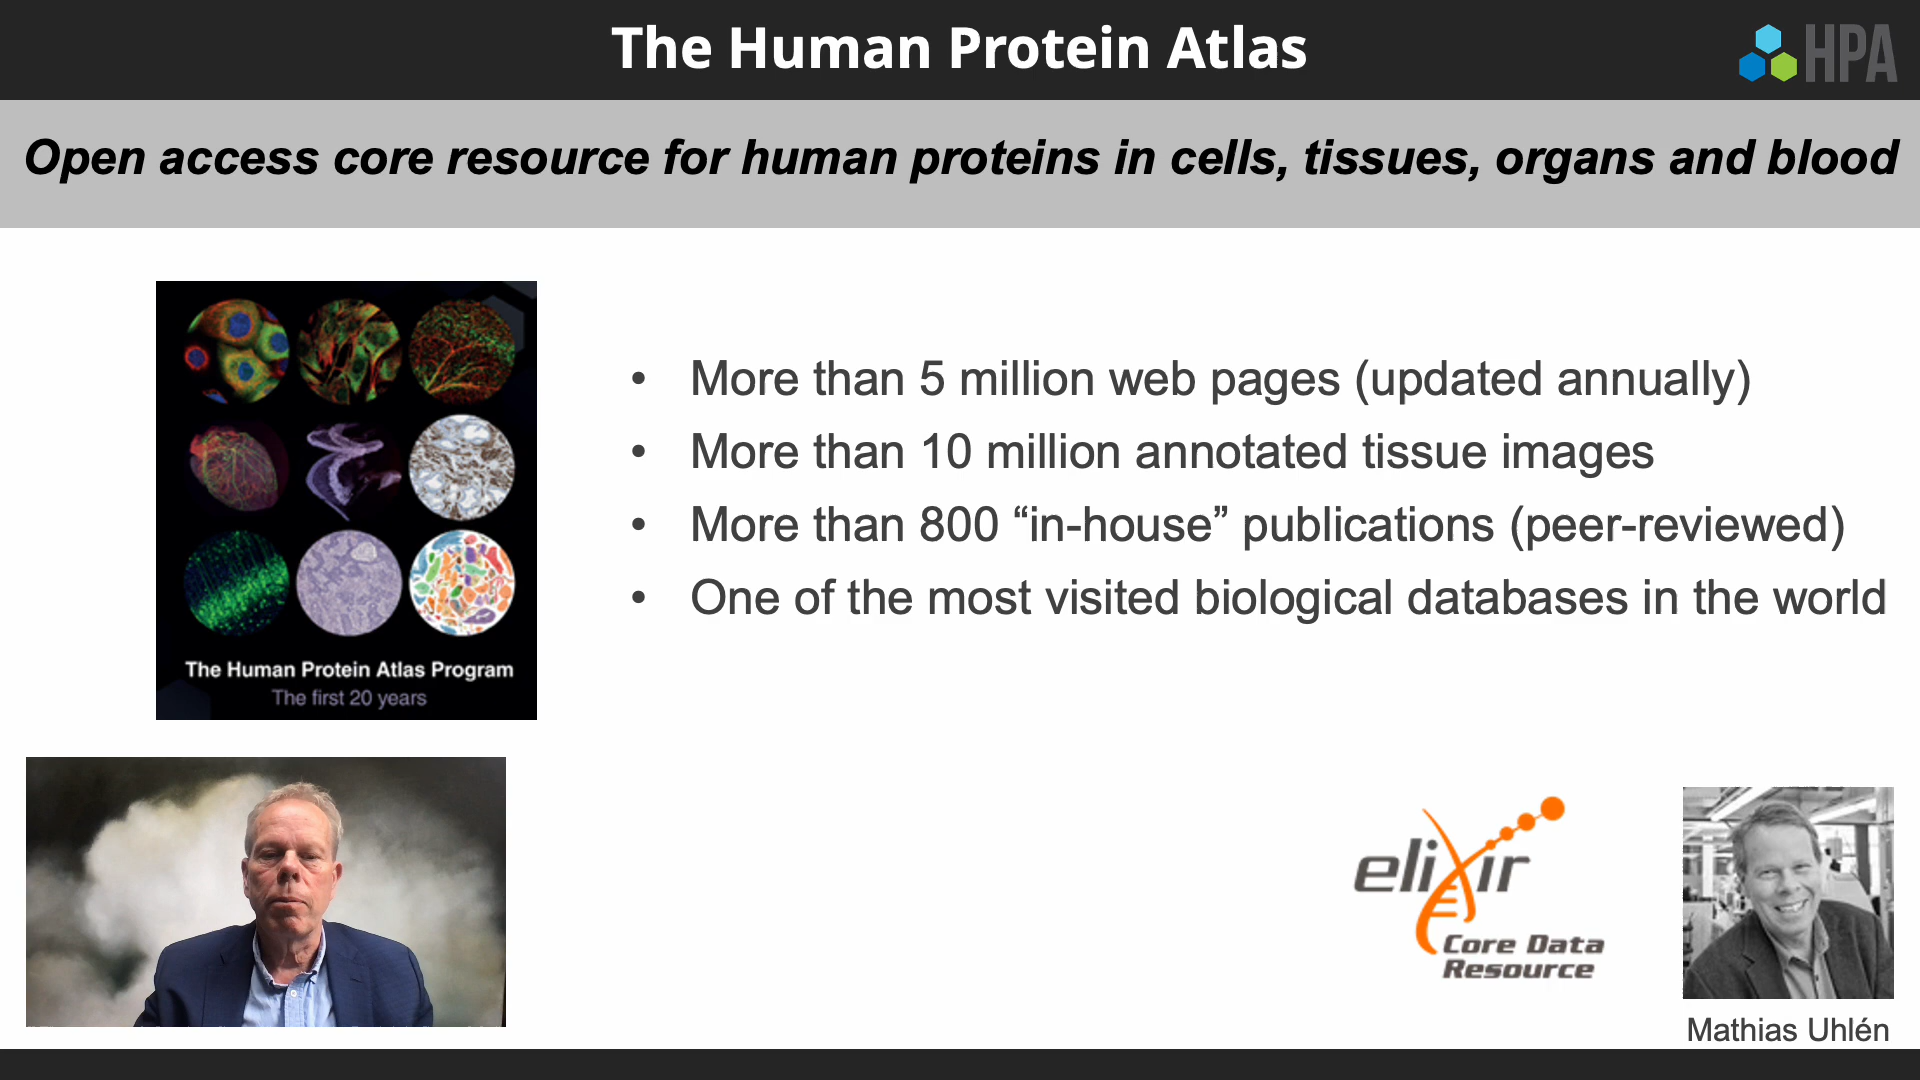 The Human Protein Atlas
HPA
Open access core resource for human proteins in cells, tissues, organs and blood
• More than 5 million web pages (updated annually)
• More than 10 million annotated tissue images
• More than 800 “in-house” publications (peer-reviewed)
• One of the most visited biological databases in the world
The Human Protein Atlas Program
The first 20 years
elixir
Core Data
Resource
Mathias Uhlén